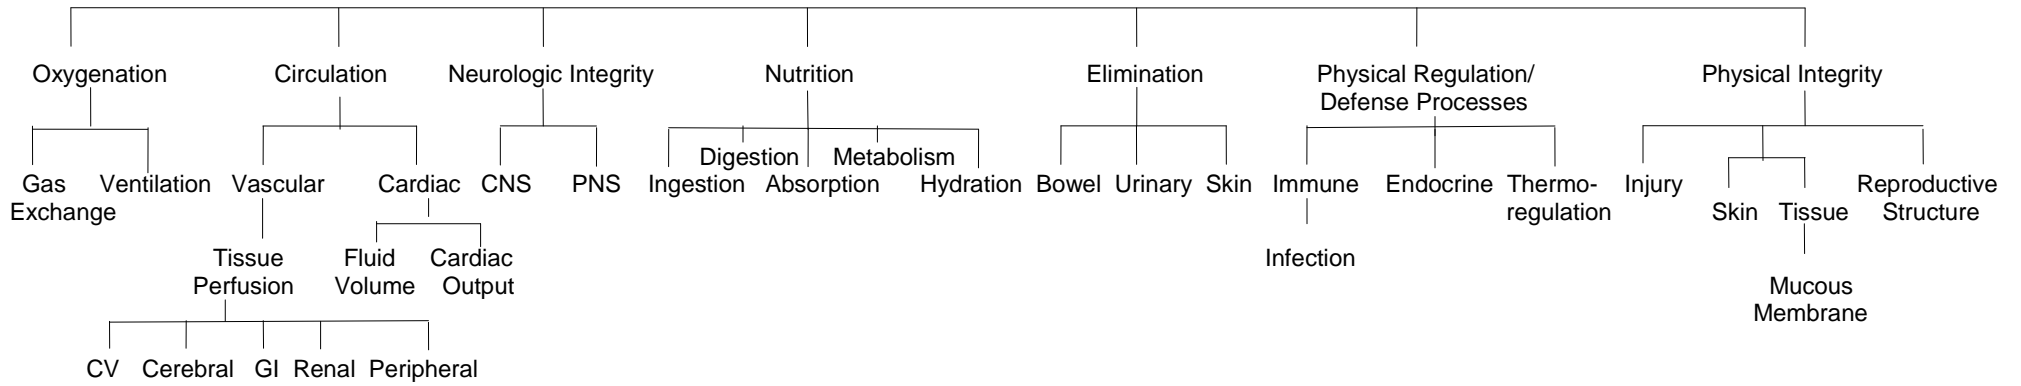 Oxygenation Circulation Neurologic Integrity Nutrition Elimination Physical Regulation/ Physical Integrity
Defense Processes
Digestion Metabolism
Gas Ventilation Vascular Cardiac CNS PNS Ingestion Absorption Hydration Bowel Urinary Skin Immune Endocrine Thermo- Injury Reproductive
Exchange regulation Skin Tissue Structure
Tissue Fluid Cardiac Infection
Perfusion Volume Output Mucous
Membrane
CV Cerebral GI Renal Peripheral